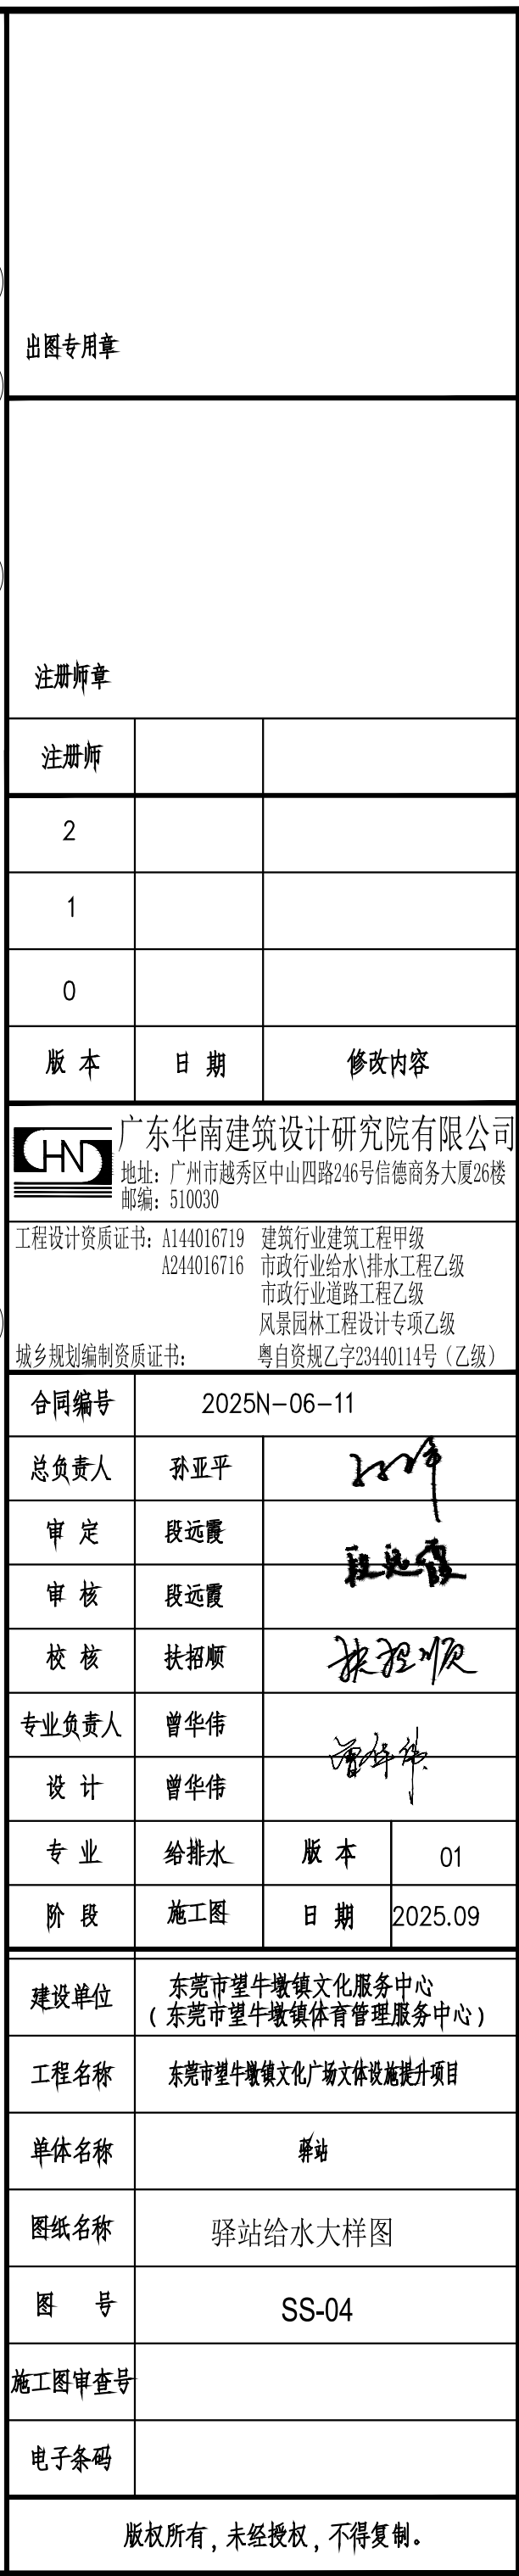 出图专用章
注册师章
注册师
2
1
0
版 本 日 期 修改内容
CHN 广东华南建筑设计研究院有限公司
地址：广州市越秀区中山四路246号信德商务大厦26楼
邮编：510030
工程设计资质证书：A144016719 建筑行业建筑工程甲级
A244016716 市政行业给水\排水工程乙级
市政行业道路工程乙级
风景园林工程设计专项乙级
城乡规划编制资质证书： 粤自资规乙字23440114号（乙级）
合同编号 2025N-06-11
总负责人 孙亚平
审 定 段远霞
段远霞
审 核 段远霞
校 核 扶招顺 扶招顺
专业负责人 曾华伟
曾华伟
设 计 曾华伟
专 业 给排水 版 本 01
阶 段 施工图 日 期 2025.09
建设单位 东莞市望牛墩镇文化服务中心
（东莞市望牛墩镇体育管理服务中心）
工程名称 东莞市望牛墩镇文化广场文体设施提升项目
单体名称 驿站
图纸名称 驿站给水大样图
图 号 SS-04
施工图审查号
电子条码
版权所有，未经授权，不得复制。